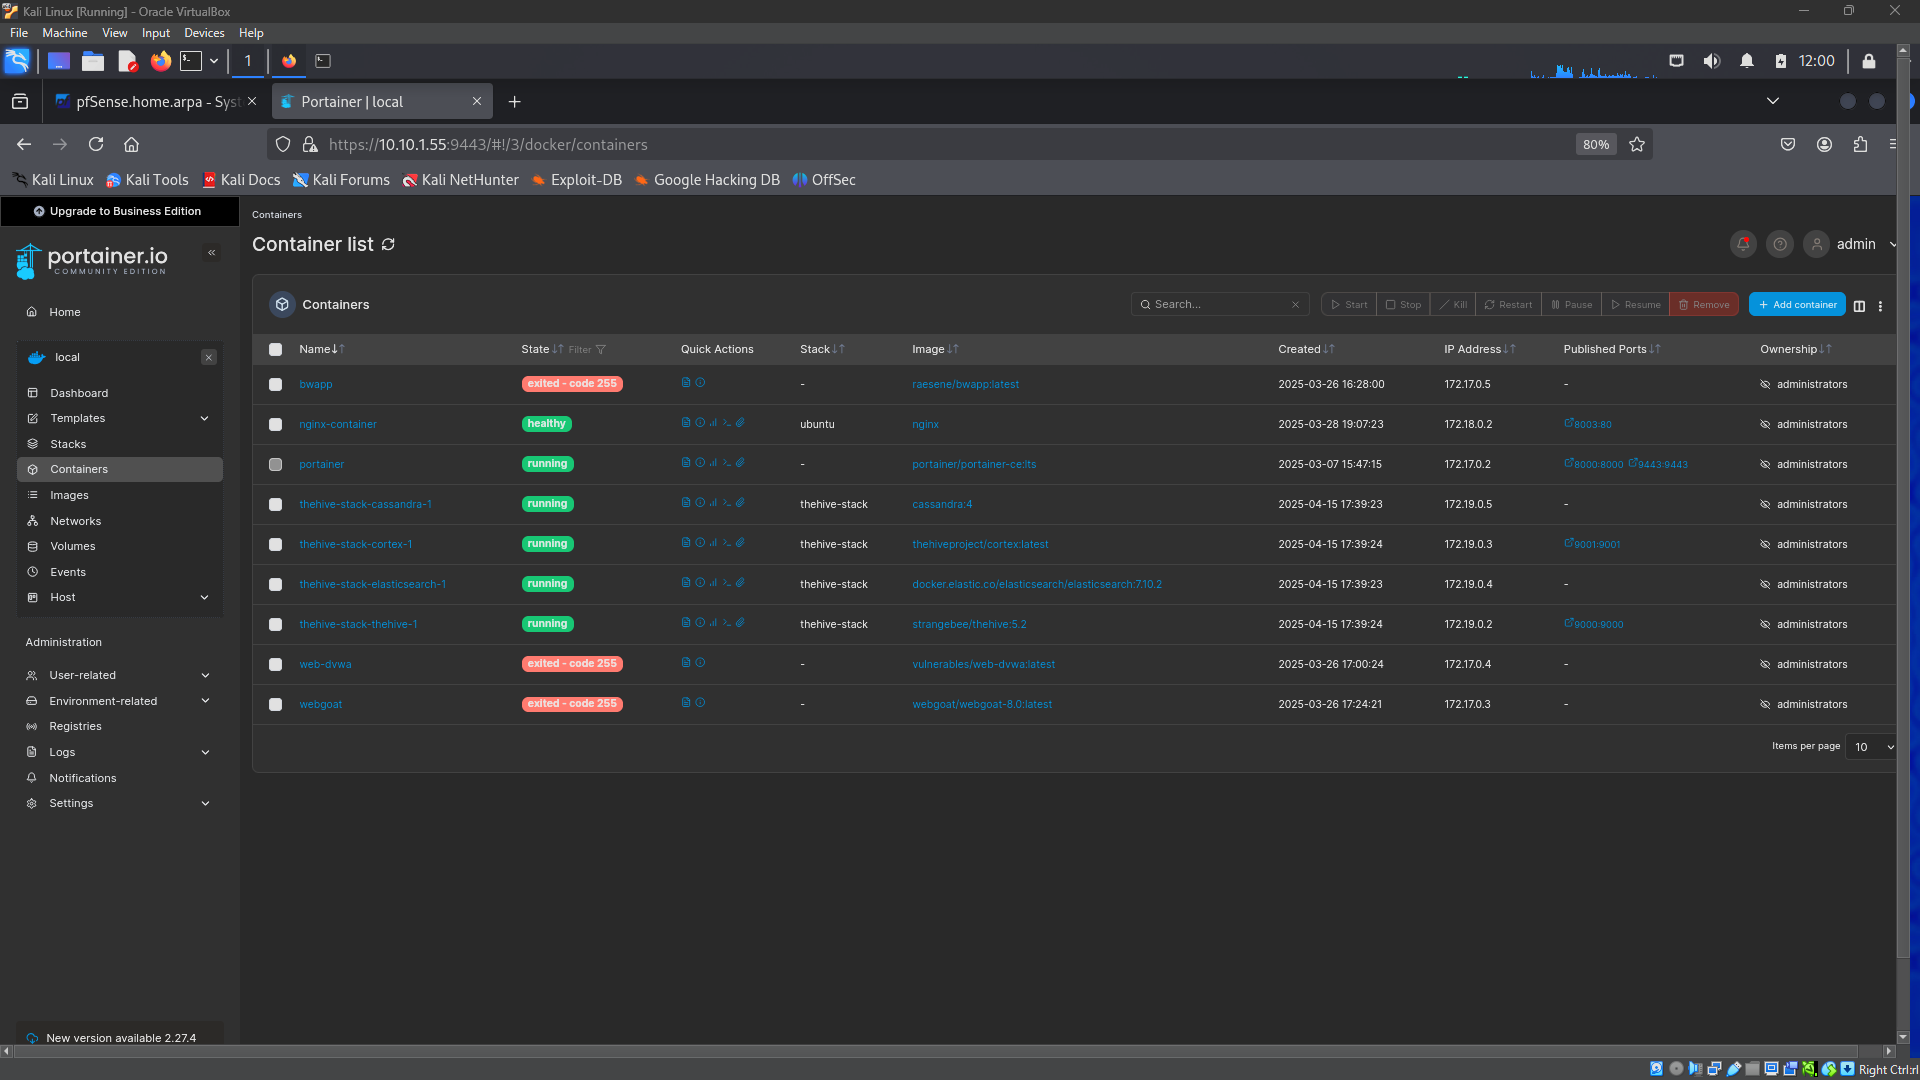 Kali Linux [Running] - Oracle VirtualBox
File Machine View Input Devices Help
1 12:00
pfSense.home.arpa - Syst Portainer | local
https://10.10.1.55:9443/#!/3/docker/containers 80%
Kali Linux Kali Tools Kali Docs Kali Forums Kali NetHunter Exploit-DB Google Hacking DB OffSec
Upgrade to Business Edition
portainer.io
COMMUNITY EDITION
Home
local
Dashboard
Templates
Stacks
Containers
Images
Networks
Volumes
Events
Host
Administration
User-related
Environment-related
Registries
Logs
Notifications
Settings
New version available 2.27.4
Containers
Container list
admin
Containers
Search... Start Stop Kill Restart Pause Resume Remove Add container
Name State Filter Quick Actions Stack Image Created IP Address Published Ports Ownership
bwapp exited - code 255 - raesene/bwapp:latest 2025-03-26 16:28:00 172.17.0.5 - administrators
nginx-container healthy ubuntu nginx 2025-03-28 19:07:23 172.18.0.2 8003:80 administrators
portainer running - portainer/portainer-ce:lts 2025-03-07 15:47:15 172.17.0.2 8000:8000 9443:9443 administrators
thehive-stack-cassandra-1 running thehive-stack cassandra:4 2025-04-15 17:39:23 172.19.0.5 - administrators
thehive-stack-cortex-1 running thehive-stack thehiveproject/cortex:latest 2025-04-15 17:39:24 172.19.0.3 9001:9001 administrators
thehive-stack-elasticsearch-1 running thehive-stack docker.elastic.co/elasticsearch/elasticsearch:7.10.2 2025-04-15 17:39:23 172.19.0.4 - administrators
thehive-stack-thehive-1 running thehive-stack strangebee/thehive:5.2 2025-04-15 17:39:24 172.19.0.2 9000:9000 administrators
web-dvwa exited - code 255 - vulnerables/web-dvwa:latest 2025-03-26 17:00:24 172.17.0.4 - administrators
webgoat exited - code 255 - webgoat/webgoat-8.0:latest 2025-03-26 17:24:21 172.17.0.3 - administrators
Items per page 10
Right Ctrl